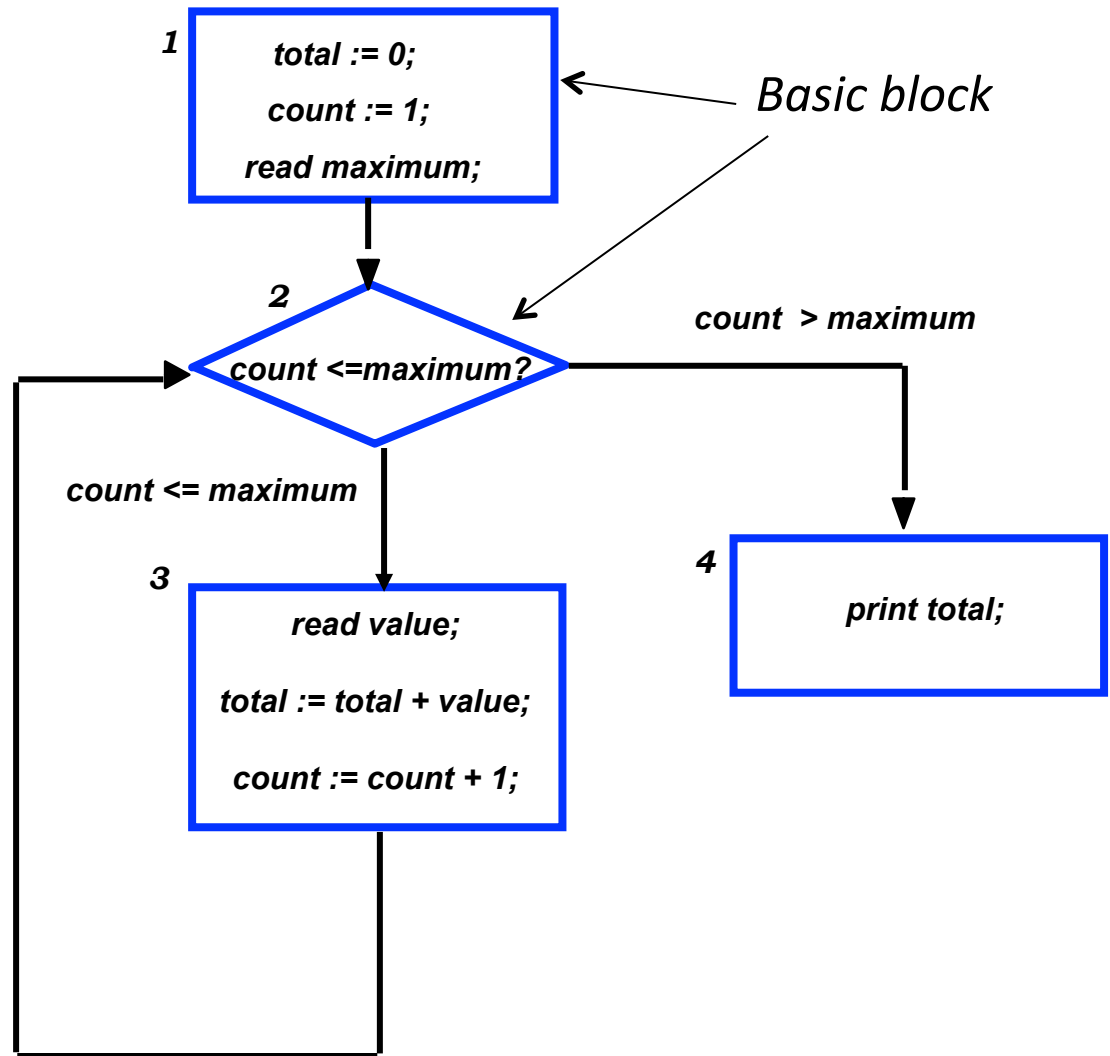 1
total := 0;
count := 1;
read maximum;
Basic block
2
count <=maximum?
count  > maximum
count <= maximum
3
read value;
total := total + value;
count := count + 1;
4
print total;